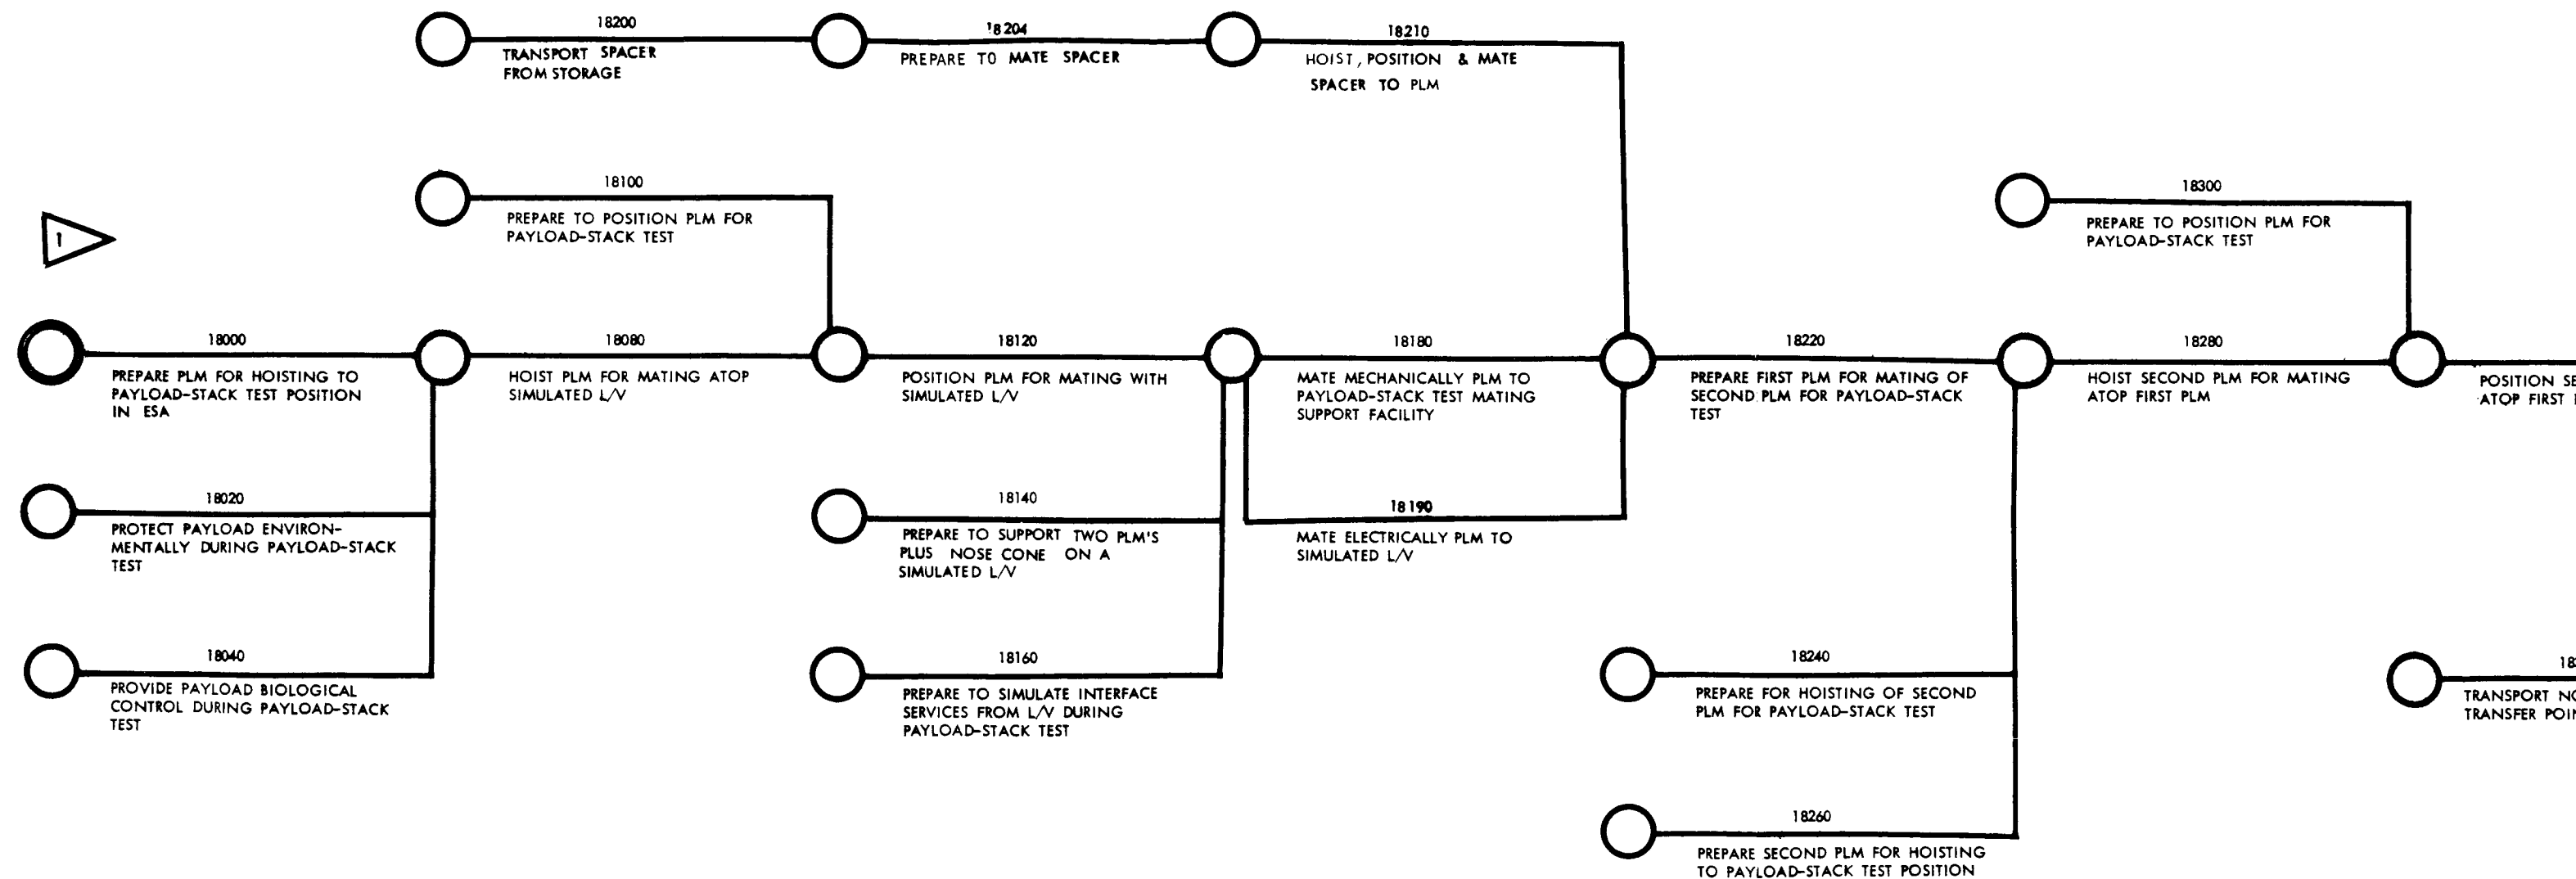 18200
TRANSPORT SPACER
FROM STORAGE
18204
PREPARE TO MATE SPACER
18210
HOIST, POSITION & MATE
SPACER TO PLM
18100
PREPARE TO POSITION PLM FOR
PAYLOAD-STACK TEST
18300
PREPARE TO POSITION PLM FOR
PAYLOAD-STACK TEST
1
18000
PREPARE PLM FOR HOISTING TO
PAYLOAD-STACK TEST POSITION
IN ESA
18080
HOIST PLM FOR MATING ATOP
SIMULATED L/V
18120
POSITION PLM FOR MATING WITH
SIMULATED L/V
18180
MATE MECHANICALLY PLM TO
PAYLOAD-STACK TEST MATING
SUPPORT FACILITY
18220
PREPARE FIRST PLM FOR MATING OF
SECOND PLM FOR PAYLOAD-STACK
TEST
18280
HOIST SECOND PLM FOR MATING
ATOP FIRST PLM
POSITION SE
ATOP FIRST
18020
PROTECT PAYLOAD ENVIRON-
MENTALLY DURING PAYLOAD-STACK
TEST
18140
PREPARE TO SUPPORT TWO PLM'S
PLUS NOSE CONE ON A
SIMULATED L/V
18190
MATE ELECTRICALLY PLM TO
SIMULATED L/V
18040
PROVIDE PAYLOAD BIOLOGICAL
CONTROL DURING PAYLOAD-STACK
TEST
18160
PREPARE TO SIMULATE INTERFACE
SERVICES FROM L/V DURING
PAYLOAD-STACK TEST
18240
PREPARE FOR HOISTING OF SECOND
PLM FOR PAYLOAD-STACK TEST
TRANSPORT NO
TRANSFER POI
18260
PREPARE SECOND PLM FOR HOISTING
TO PAYLOAD-STACK TEST POSITION